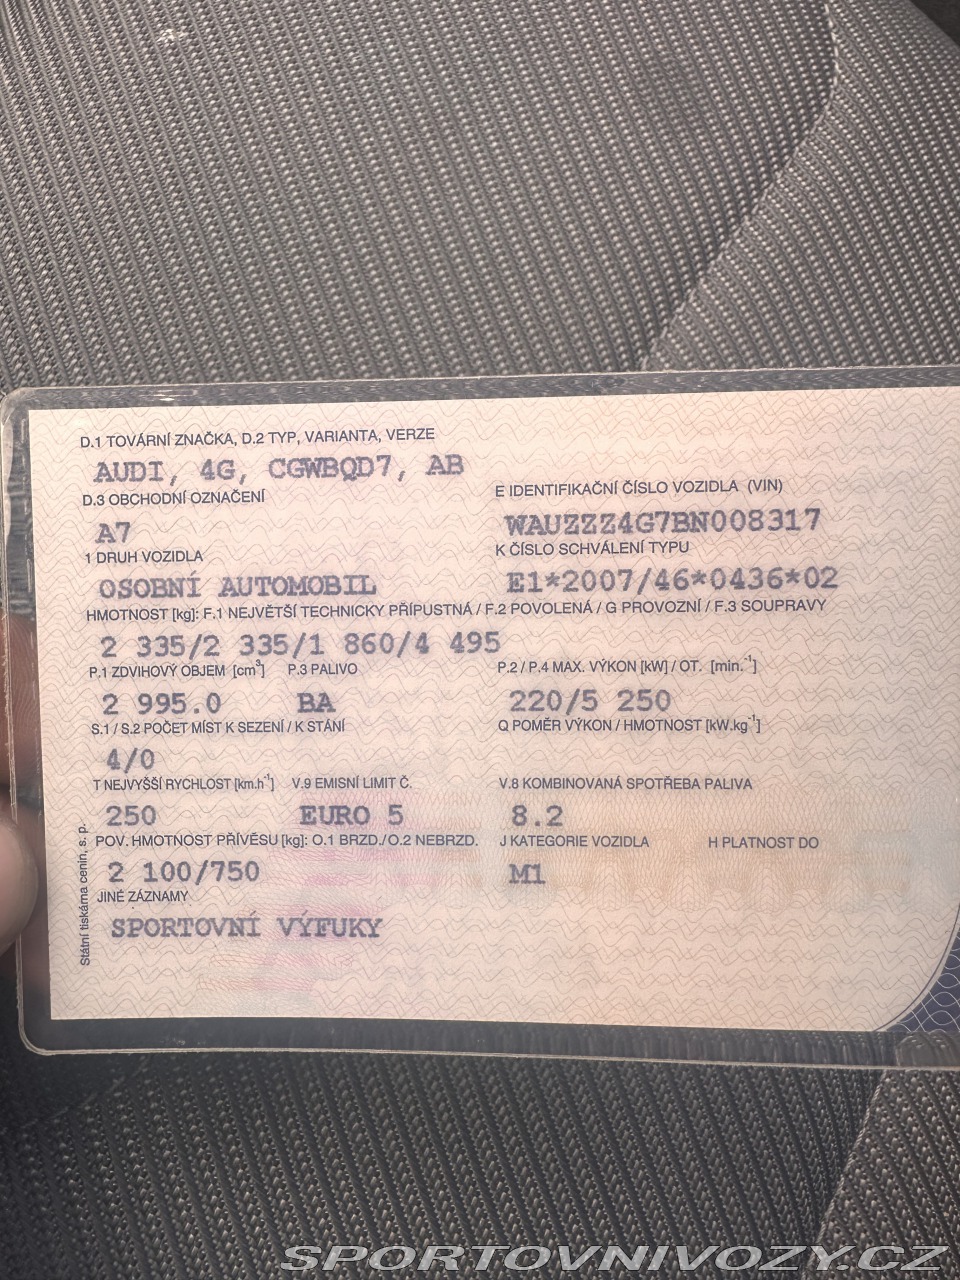 D.1 TOVÁRNÍ ZNAČKA, D.2 TYP, VARIANTA, VERZE
AUDI, 4G, CGWBQD7, AB
D.3 OBCHODNÍ OZNAČENÍ
E IDENTIFIKAČNÍ ČÍSLO VOZIDLA (VIN)
A7
WAUZZZ4G7BN008317
1 DRUH VOZIDLA
K ČÍSLO SCHVÁLENÍ TYPU
OSOBNÍ AUTOMOBIL
E1*2007/46*0436*02
HMOTNOST [kg]: F.1 NEJVĚTŠÍ TECHNICKY PŘÍPUSTNÁ / F.2 POVOLENÁ / G PROVOZNÍ / F.3 SOUPRAVY
2 335/2 335/1 860/4 495
P.1 ZDVIHOVÝ OBJEM [cm³] P.3 PALIVO P.2 / P.4 MAX. VÝKON [kW] / OT. [min.⁻¹]
2 995.0 BA 220/5 250
S.1 / S.2 POČET MÍST K SEZENÍ / K STÁNÍ Q POMĚR VÝKON / HMOTNOST [kW.kg⁻¹]
4/0
T NEJVYŠŠÍ RYCHLOST [km.h⁻¹] V.9 EMISNÍ LIMIT Č. V.8 KOMBINOVANÁ SPOTŘEBA PALIVA
250 EURO 5 8.2
POV. HMOTNOST PŘÍVĚSU [kg]: O.1 BRZD./O.2 NEBRZD. J KATEGORIE VOZIDLA H PLATNOST DO
2 100/750 M1
JINÉ ZÁZNAMY
SPORTOVNÍ VÝFUKY
Státní tiskárna cenin, s. p.
SPORTOVNIVOZY.CZ